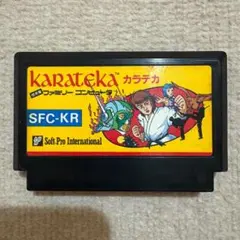 KARATEKA™ カラテカ
ファミリー コンピュータ
SFC-KR
Soft Pro International